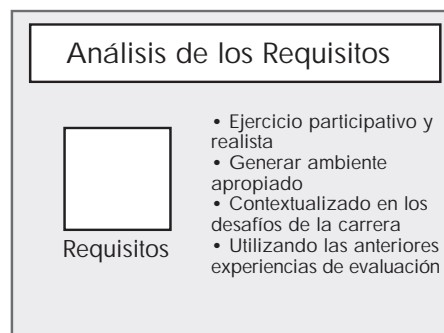 Análisis de los Requisitos
Requisitos
• Ejercicio participativo y
realista
• Generar ambiente
apropiado
• Contextualizado en los
desafíos de la carrera
• Utilizando las anteriores
experiencias de evaluación